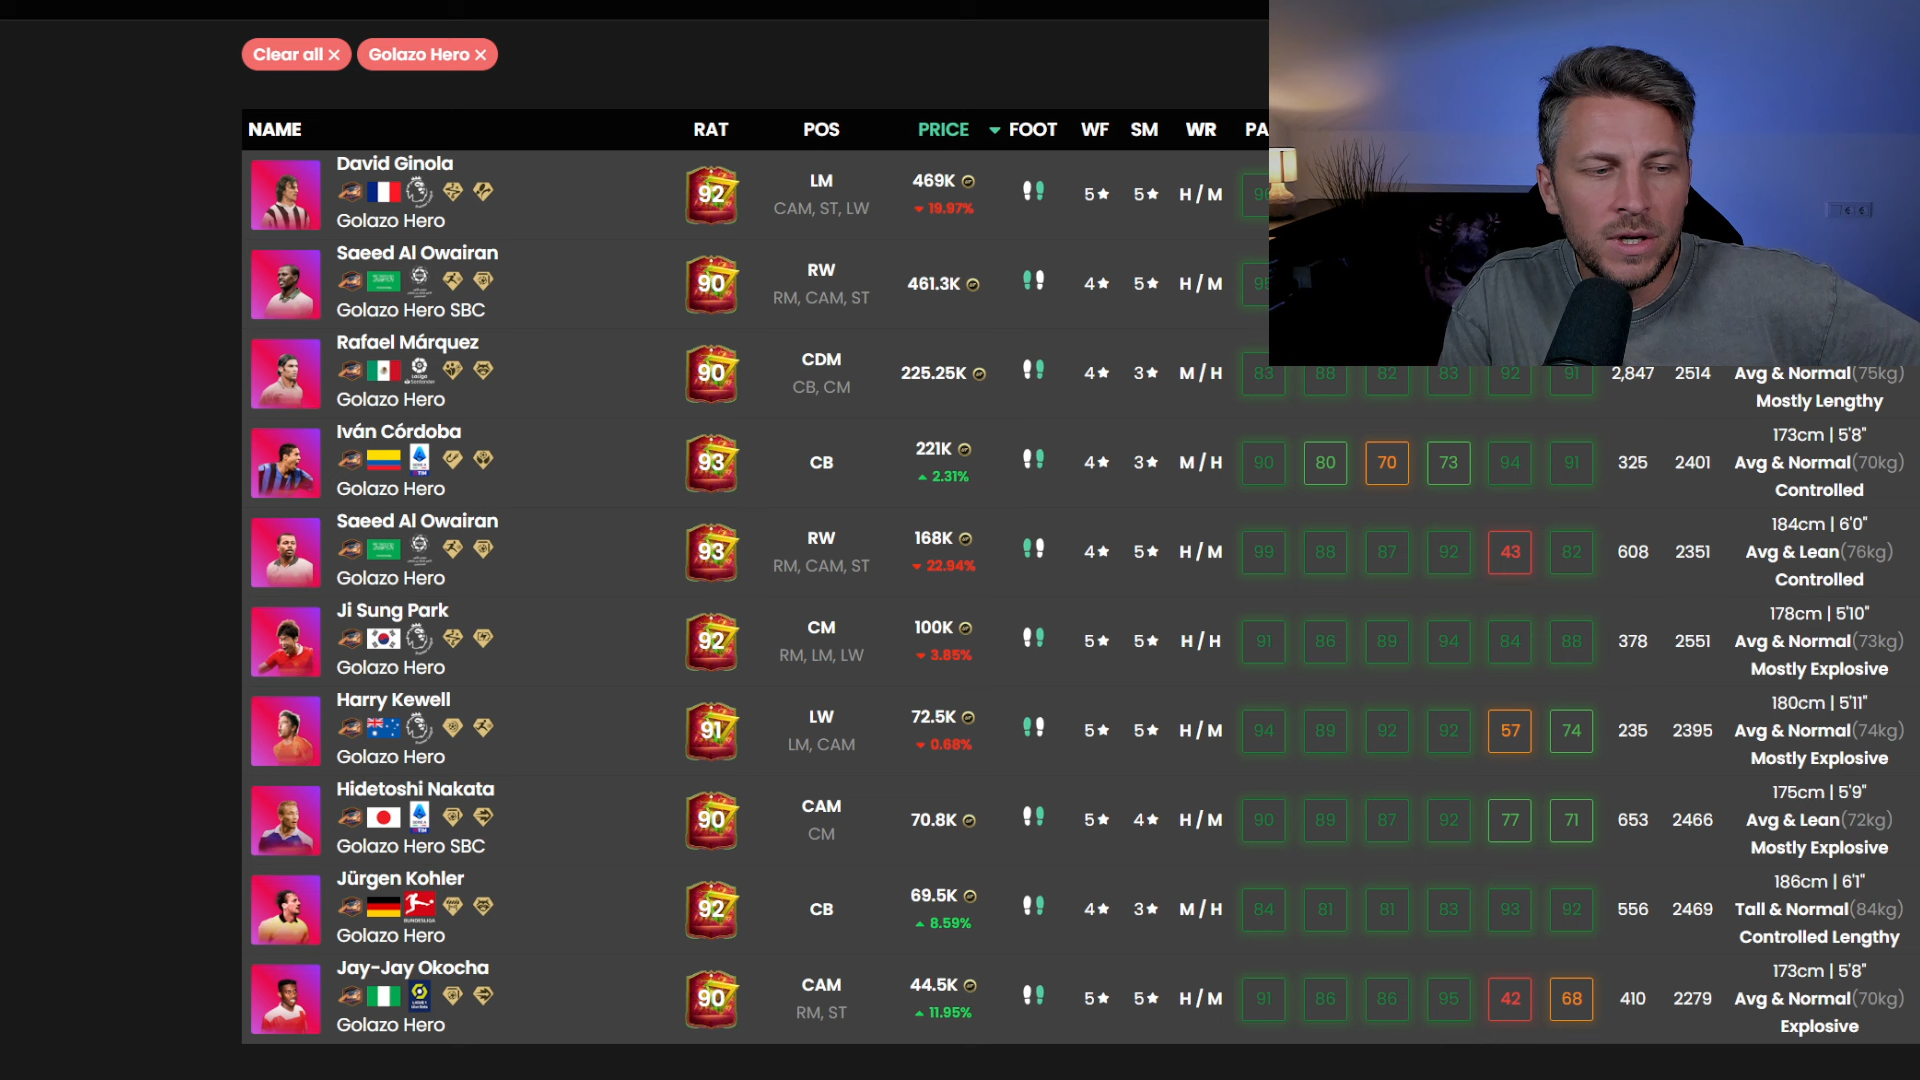 Clear all ×
Golazo Hero ×
NAME RAT POS PRICE FOOT WF SM WR PA
David Ginola
Golazo Hero
92
LM
CAM, ST, LW
469K
19.97%
5★ 5★ H / M
Saeed Al Owairan
Golazo Hero SBC
90
RW
RM, CAM, ST
461.3K
4★ 5★ H / M
Rafael Márquez
Golazo Hero
90
CDM
CB, CM
225.25K
4★ 3★ M / H 83 88 82 83 92 91 2,847 2514
Avg & Normal(75kg)
Mostly Lengthy
Iván Córdoba
Golazo Hero
93
CB
221K
2.31%
4★ 3★ M / H 90 80 70 73 94 91 325 2401
173cm | 5'8"
Avg & Normal(70kg)
Controlled
Saeed Al Owairan
Golazo Hero
93
RW
RM, CAM, ST
168K
22.94%
4★ 5★ H / M 99 88 87 92 43 82 608 2351
184cm | 6'0"
Avg & Lean(76kg)
Controlled
Ji Sung Park
Golazo Hero
92
CM
RM, LM, LW
100K
3.85%
5★ 5★ H / H 91 86 89 94 84 88 378 2551
178cm | 5'10"
Avg & Normal(73kg)
Mostly Explosive
Harry Kewell
Golazo Hero
91
LW
LM, CAM
72.5K
0.68%
5★ 5★ H / M 94 89 92 92 57 74 235 2395
180cm | 5'11"
Avg & Normal(74kg)
Mostly Explosive
Hidetoshi Nakata
Golazo Hero SBC
90
CAM
CM
70.8K
5★ 4★ H / M 90 89 87 92 77 71 653 2466
175cm | 5'9"
Avg & Lean(72kg)
Mostly Explosive
Jürgen Kohler
Golazo Hero
92
CB
69.5K
8.59%
4★ 3★ M / H 84 81 81 83 93 92 556 2469
186cm | 6'1"
Tall & Normal(84kg)
Controlled Lengthy
Jay-Jay Okocha
Golazo Hero
90
CAM
RM, ST
44.5K
11.95%
5★ 5★ H / M 91 86 86 95 42 68 410 2279
173cm | 5'8"
Avg & Normal(70kg)
Explosive